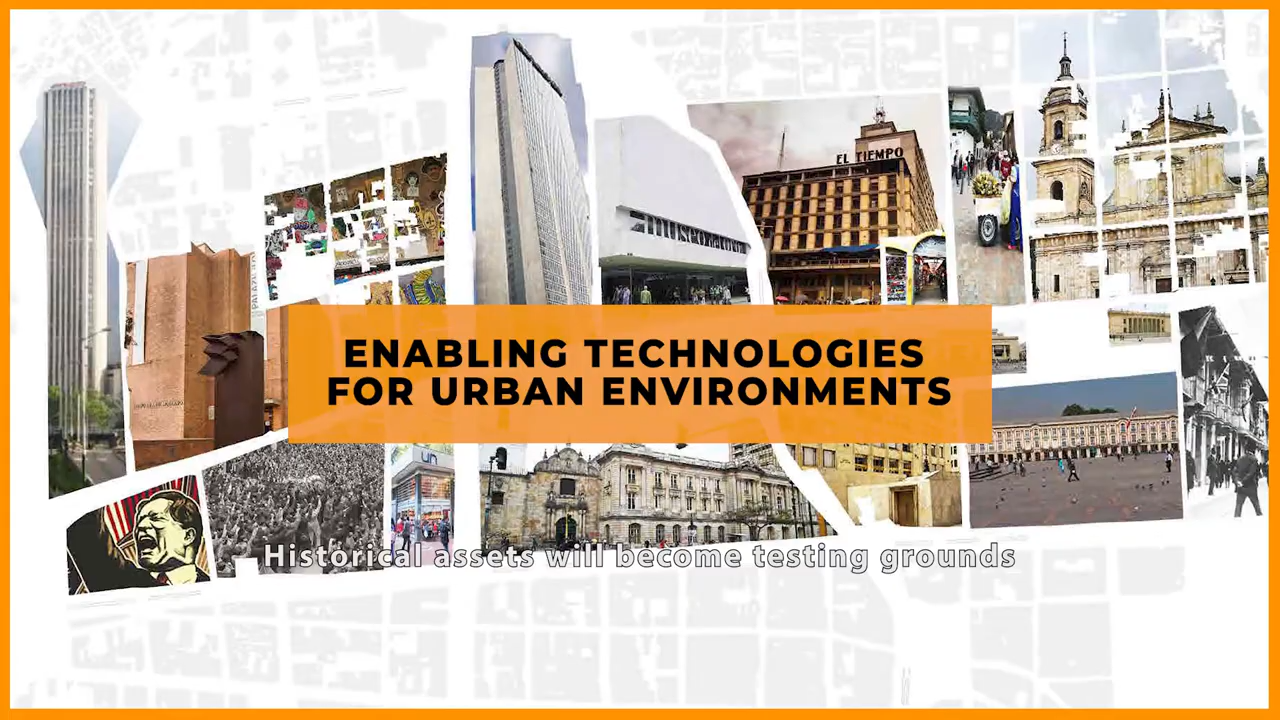 EL TIEMPO
ENABLING TECHNOLOGIES
FOR URBAN ENVIRONMENTS
Historical assets will become testing grounds